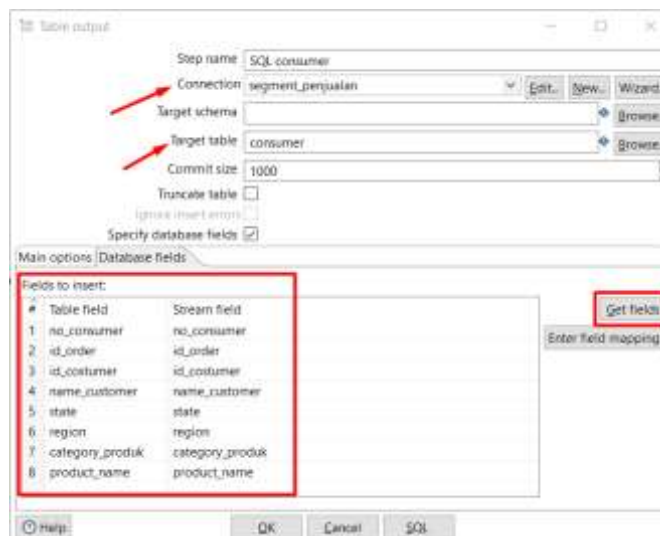 Table output
Step name SQL consumer
Connection segment_penjualan Edit... New... Wizard
Target schema Browse
Target table consumer Browse
Commit size 1000
Truncate table
Ignore insert errors
Specify database fields
Main options Database fields
Fields to insert:
# Table field Stream field
Get fields
1 no_consumer no_consumer
Enter field mapping
2 id_order id_order
3 id_costumer id_costumer
4 name_customer name_customer
5 state state
6 region region
7 category_produk category_produk
8 product_name product_name
Help OK Cancel SQL